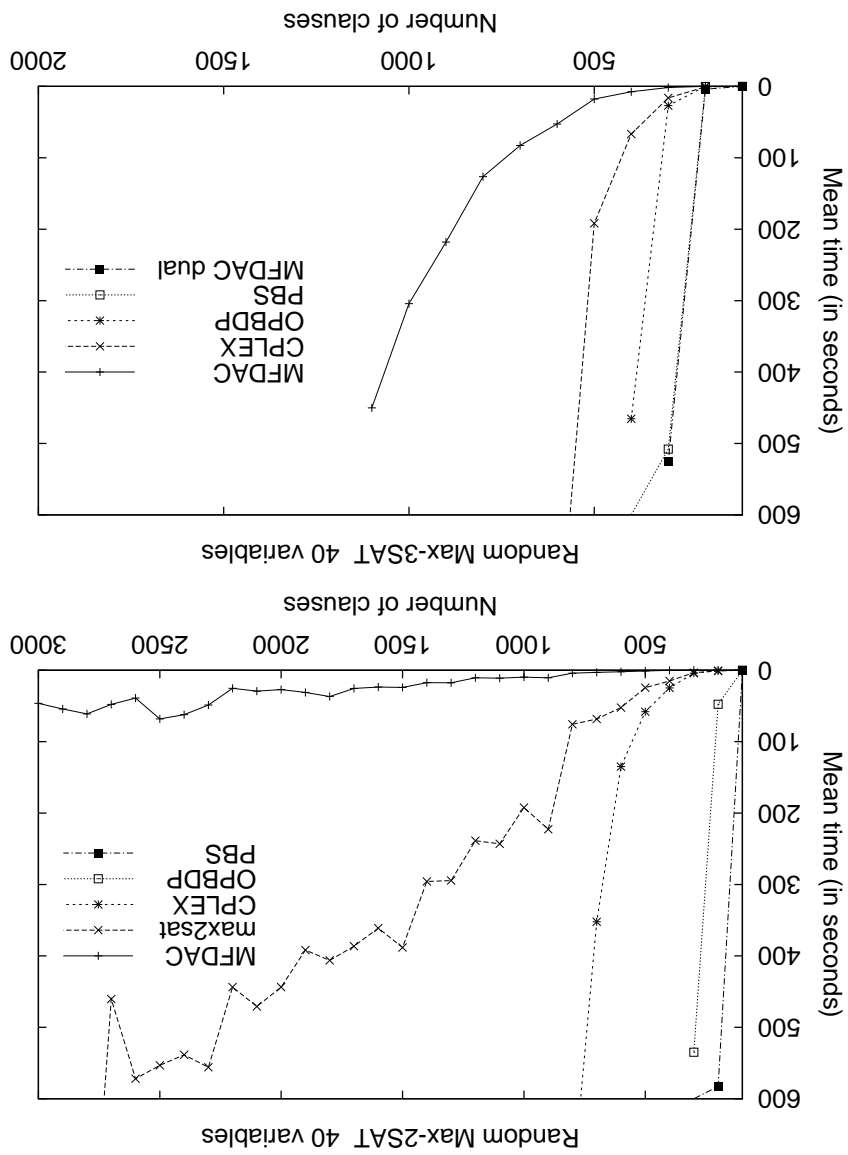 Random Max-2SAT 40 variables
Mean time (in seconds)
600
500
400
300
200
100
0
MFDAC
max2sat
CPLEX
OPBDP
PBS
500 1000 1500 2000 2500 3000
Number of clauses
Random Max-3SAT 40 variables
Mean time (in seconds)
600
500
400
300
200
100
0
MFDAC
CPLEX
OPBDP
PBS
MFDAC dual
500 1000 1500 2000
Number of clauses